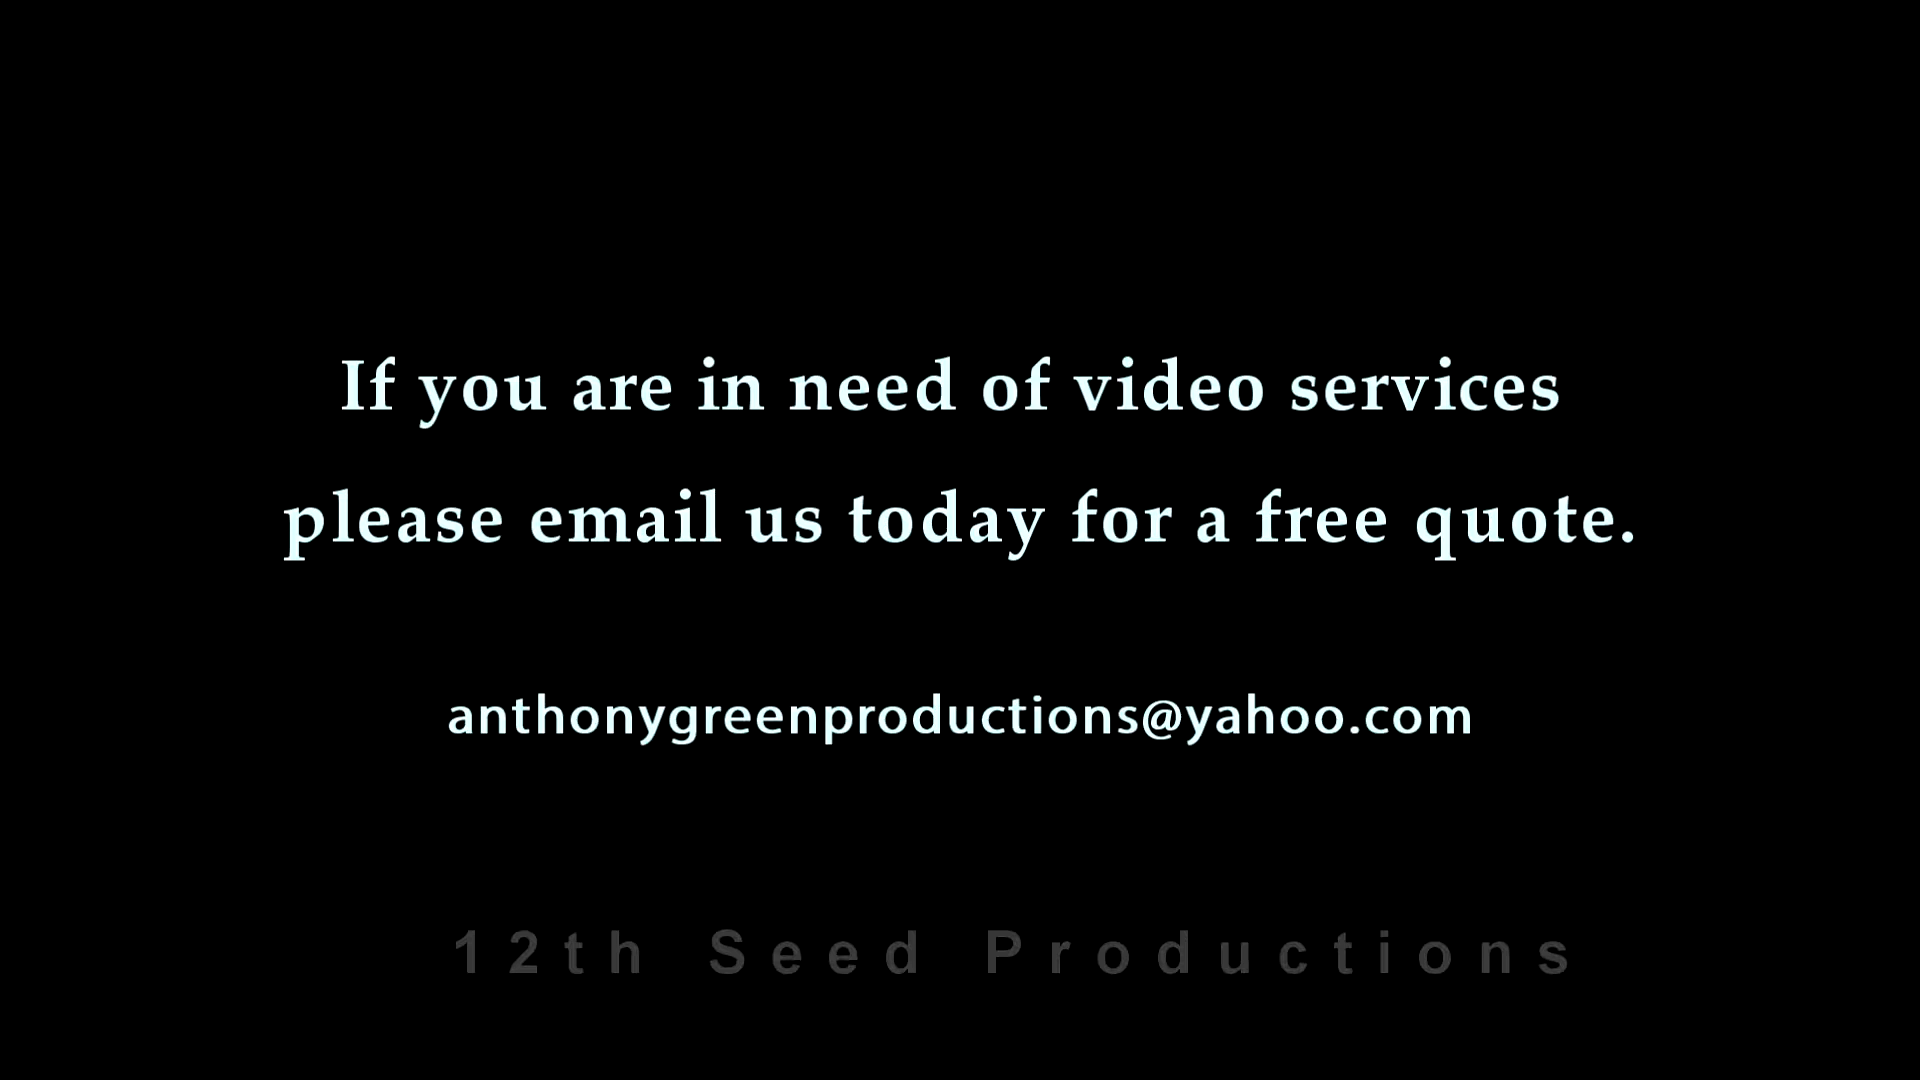 If you are in need of video services
please email us today for a free quote.
anthonygreenproductions@yahoo.com
12th Seed Productions